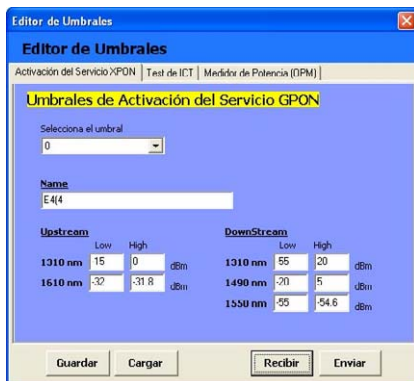 Editor de Umbrales
Editor de Umbrales
Activación del Servicio XPON | Test de ICT | Medidor de Potencia (OPM)
Umbrales de Activación del Servicio GPON
Selecciona el umbral
0
Name
E4(4
Upstream DownStream
Low High Low High
1310 nm 15 0 dBm 1310 nm 55 20 dBm
1610 nm -32 -31.8 dBm 1490 nm -20 5 dBm
1550 nm -55 -54.6 dBm
Guardar Cargar Recibir Enviar